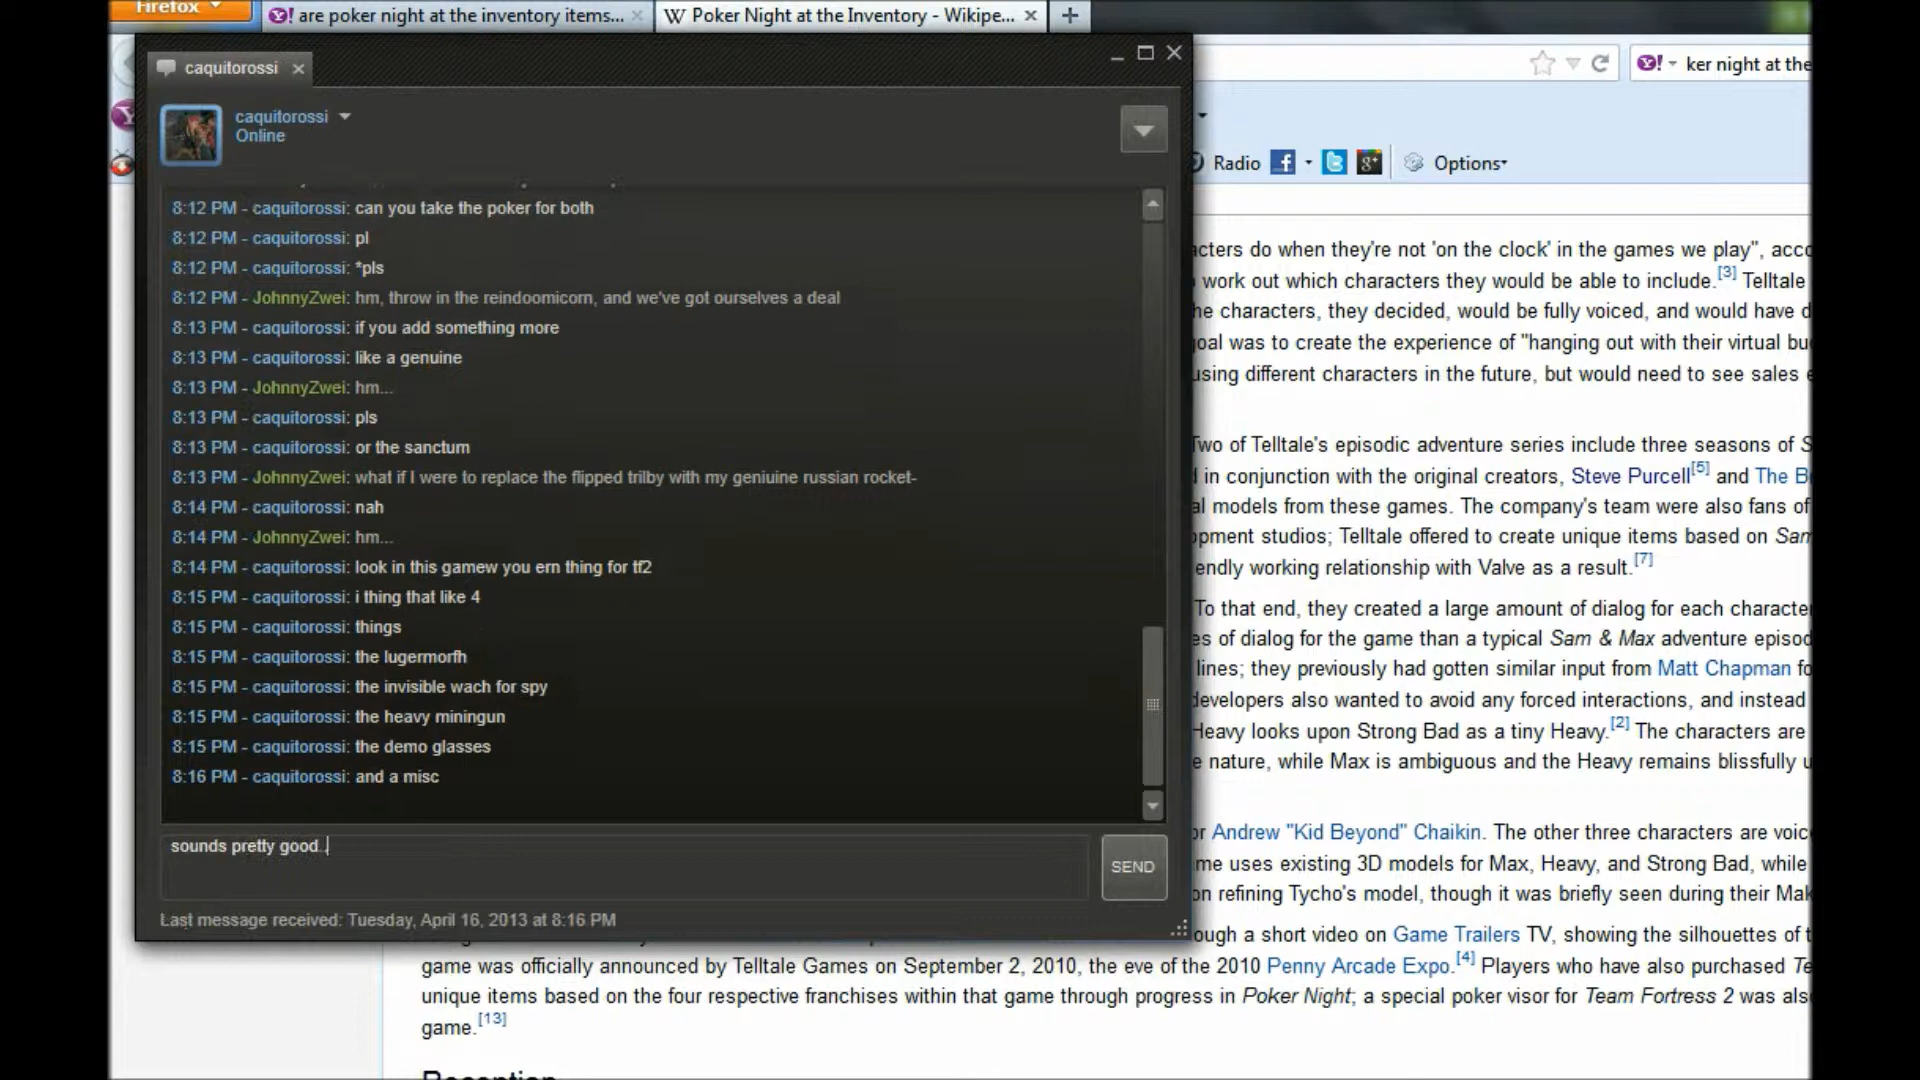 Firefox
are poker night at the inventory items...
Poker Night at the Inventory - Wikipe...
caquitorossi
ker night at the
caquitorossi
Online
Radio
Options
8:12 PM - caquitorossi: can you take the poker for both
8:12 PM - caquitorossi: pl
8:12 PM - caquitorossi: *pls
8:12 PM - JohnnyZwei: hm, throw in the reindoomicorn, and we've got ourselves a deal
8:13 PM - caquitorossi: if you add something more
8:13 PM - caquitorossi: like a genuine
8:13 PM - JohnnyZwei: hm...
8:13 PM - caquitorossi: pls
8:13 PM - caquitorossi: or the sanctum
8:13 PM - JohnnyZwei: what if I were to replace the flipped trilby with my geniuine russian rocket-
8:14 PM - caquitorossi: nah
8:14 PM - JohnnyZwei: hm...
8:14 PM - caquitorossi: look in this gamew you ern thing for tf2
8:15 PM - caquitorossi: i thing that like 4
8:15 PM - caquitorossi: things
8:15 PM - caquitorossi: the lugermorfh
8:15 PM - caquitorossi: the invisible wach for spy
8:15 PM - caquitorossi: the heavy miningun
8:15 PM - caquitorossi: the demo glasses
8:16 PM - caquitorossi: and a misc
sounds pretty good .
SEND
Last message received: Tuesday, April 16, 2013 at 8:16 PM
acters do when they're not 'on the clock' in the games we play", acco
work out which characters they would be able to include.[3] Telltale
he characters, they decided, would be fully voiced, and would have d
oal was to create the experience of "hanging out with their virtual bu
using different characters in the future, but would need to see sales
Two of Telltale's episodic adventure series include three seasons of S
in conjunction with the original creators, Steve Purcell[5] and The B
al models from these games. The company's team were also fans of
opment studios; Telltale offered to create unique items based on Sam
endly working relationship with Valve as a result.[7]
To that end, they created a large amount of dialog for each character
es of dialog for the game than a typical Sam & Max adventure episod
lines; they previously had gotten similar input from Matt Chapman fo
developers also wanted to avoid any forced interactions, and instead
Heavy looks upon Strong Bad as a tiny Heavy.[2] The characters are
e nature, while Max is ambiguous and the Heavy remains blissfully u
or Andrew "Kid Beyond" Chaikin. The other three characters are voic
me uses existing 3D models for Max, Heavy, and Strong Bad, while
on refining Tycho's model, though it was briefly seen during their Mak
ough a short video on Game Trailers TV, showing the silhouettes of t
game was officially announced by Telltale Games on September 2, 2010, the eve of the 2010 Penny Arcade Expo.[4] Players who have also purchased Te
unique items based on the four respective franchises within that game through progress in Poker Night; a special poker visor for Team Fortress 2 was als
game.[13]